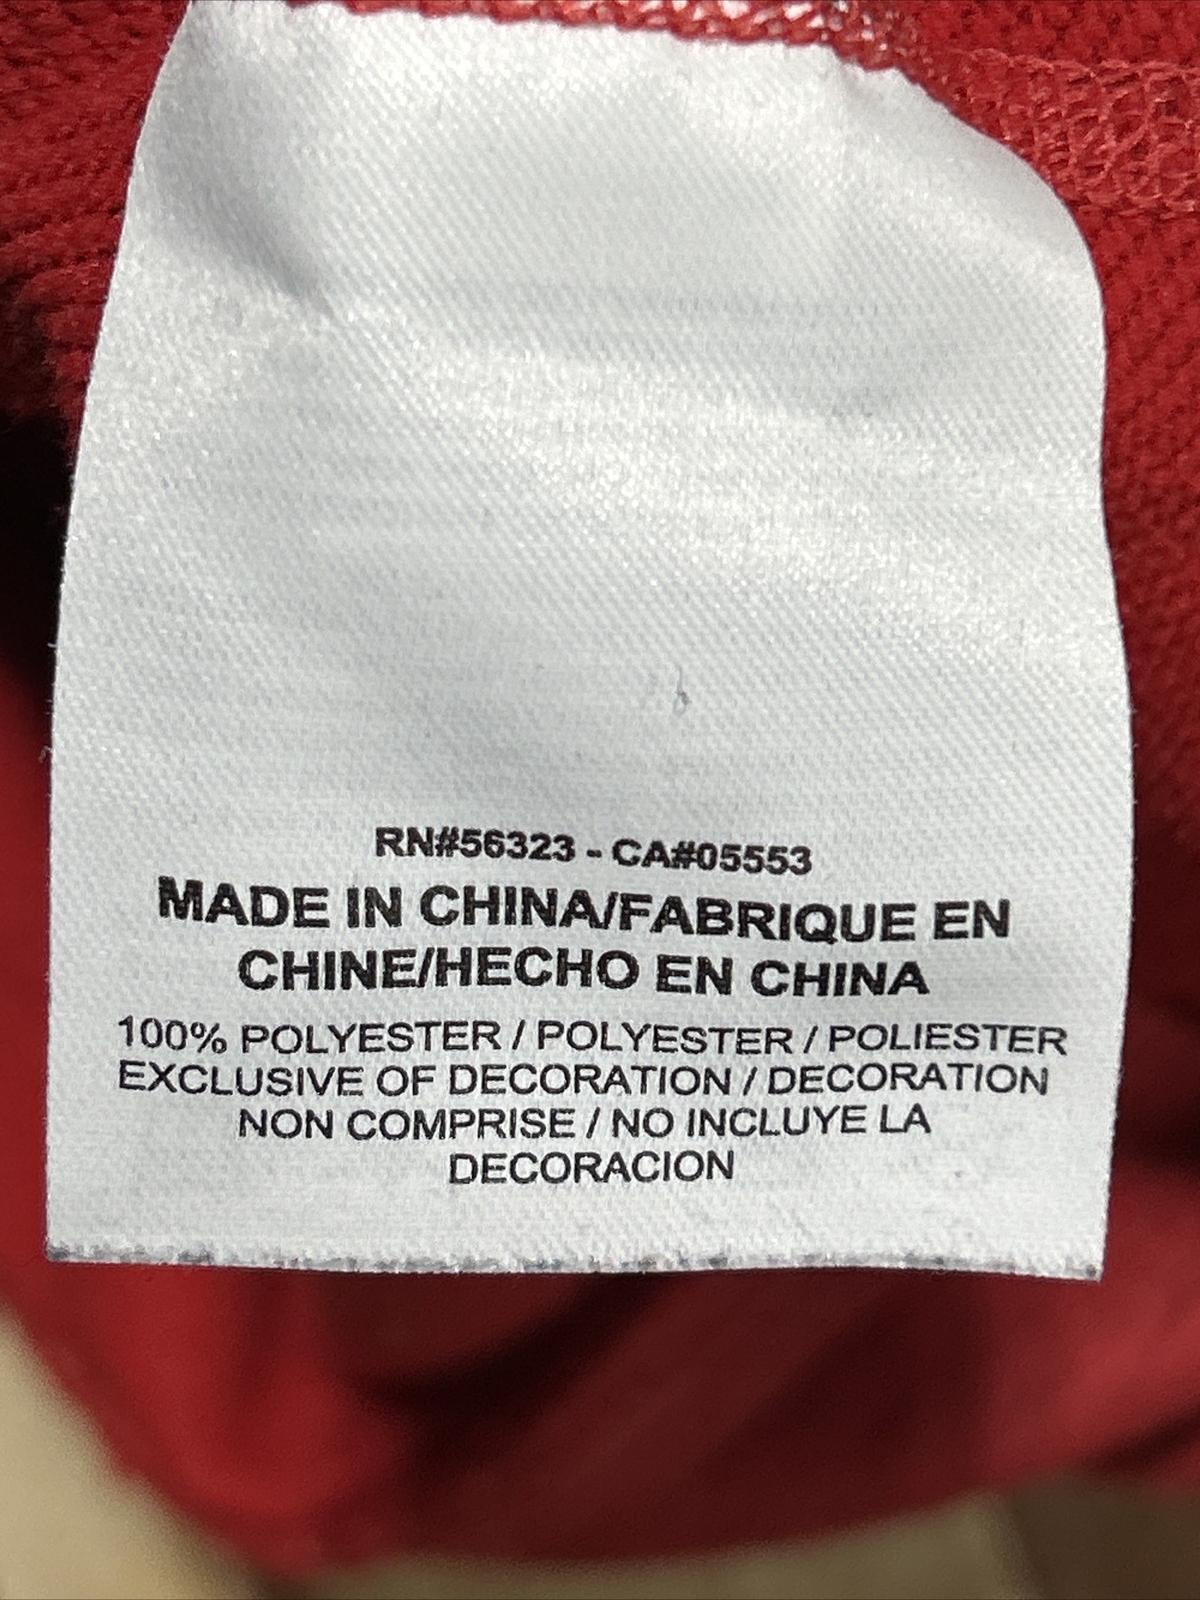 RN#56323 - CA#05553
MADE IN CHINA/FABRIQUE EN
CHINE/HECHO EN CHINA
100% POLYESTER / POLYESTER / POLIESTER
EXCLUSIVE OF DECORATION / DECORATION
NON COMPRISE / NO INCLUYE LA
DECORACION